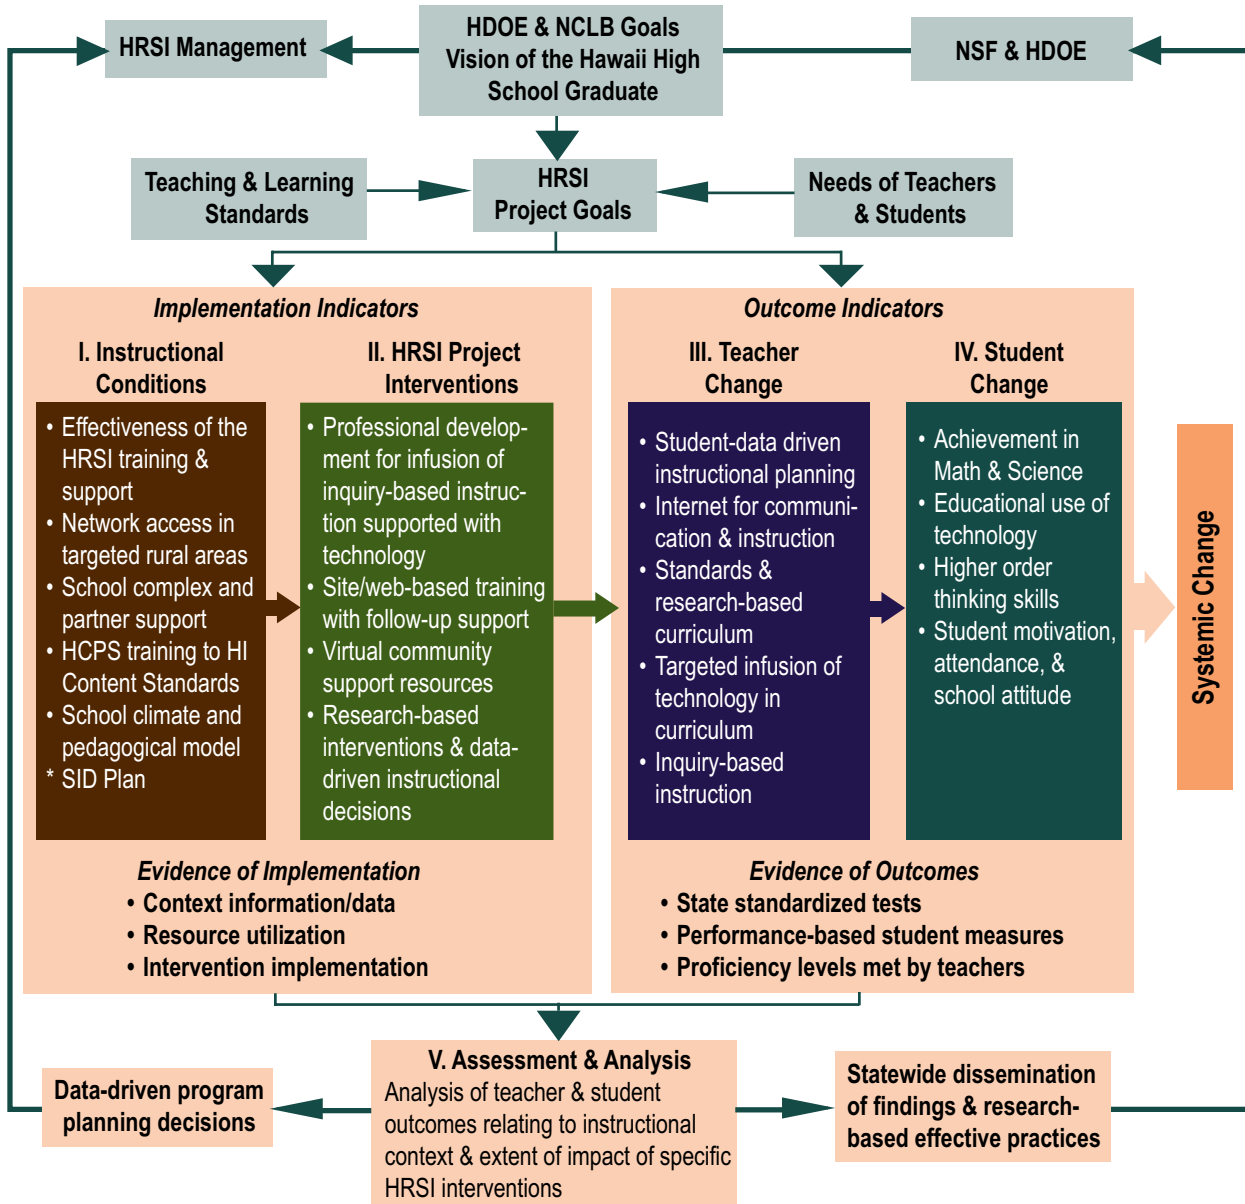 HRSI Management
HDOE & NCLB Goals
Vision of the Hawaii High
School Graduate
NSF & HDOE
Teaching & Learning
Standards
HRSI
Project Goals
Needs of Teachers
& Students
Implementation Indicators
I. Instructional
Conditions
II. HRSI Project
Interventions
• Effectiveness of the
HRSI training &
support
• Network access in
targeted rural areas
• School complex and
partner support
• HCPS training to HI
Content Standards
• School climate and
pedagogical model
* SID Plan
• Professional develop-
ment for infusion of
inquiry-based instruc-
tion supported with
technology
• Site/web-based training
with follow-up support
• Virtual community
support resources
• Research-based
interventions & data-
driven instructional
decisions
Evidence of Implementation
• Context information/data
• Resource utilization
• Intervention implementation
Outcome Indicators
III. Teacher
Change
IV. Student
Change
• Student-data driven
instructional planning
• Internet for communi-
cation & instruction
• Standards &
research-based
curriculum
• Targeted infusion of
technology in
curriculum
• Inquiry-based
instruction
• Achievement in
Math & Science
• Educational use of
technology
• Higher order
thinking skills
• Student motivation,
attendance, &
school attitude
Evidence of Outcomes
• State standardized tests
• Performance-based student measures
• Proficiency levels met by teachers
Systemic Change
Data-driven program
planning decisions
V. Assessment & Analysis
Analysis of teacher & student
outcomes relating to instructional
context & extent of impact of specific
HRSI interventions
Statewide dissemination
of findings & research-
based effective practices